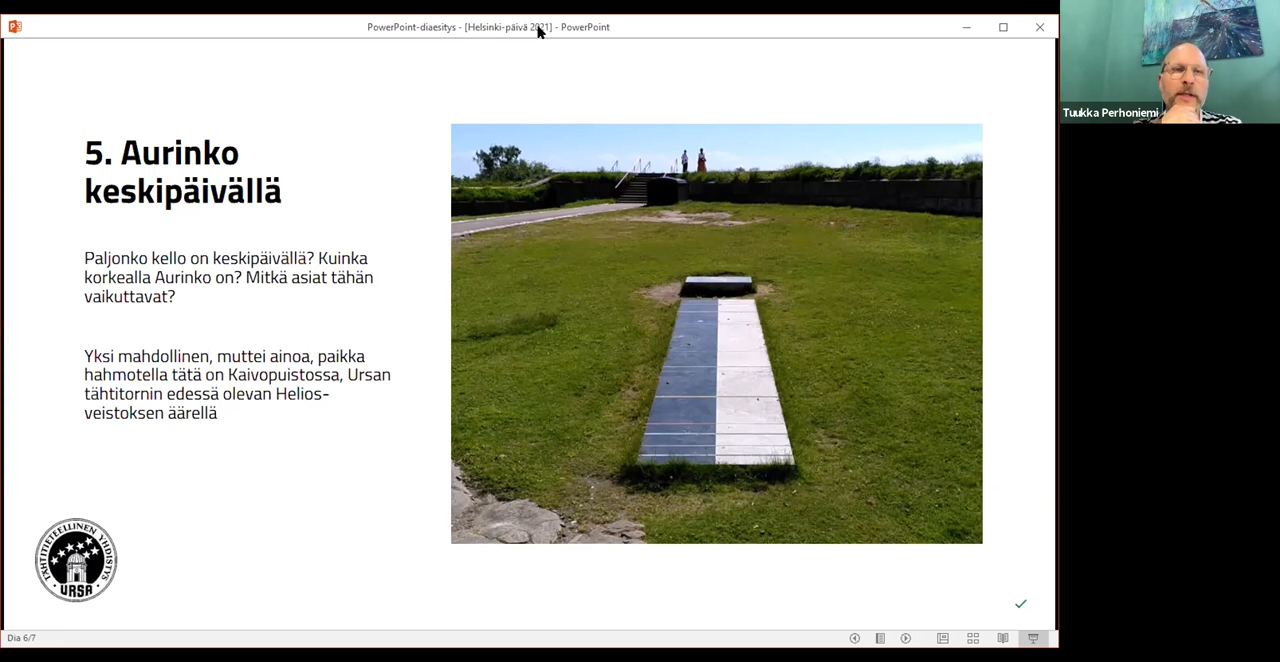 PowerPoint-diaesitys - [Helsinki-päivä 2021] - PowerPoint
Tuukka Perhoniemi
5. Aurinko
keskipäivällä
Paljonko kello on keskipäivällä? Kuinka
korkealla Aurinko on? Mitkä asiat tähän
vaikuttavat?
Yksi mahdollinen, muttei ainoa, paikka
hahmotella tätä on Kaivopuistossa, Ursan
tähtitornin edessä olevan Helios-
veistoksen äärellä
TÄHTITIETEELLINEN YHDISTYS
URSA
Dia 6/7